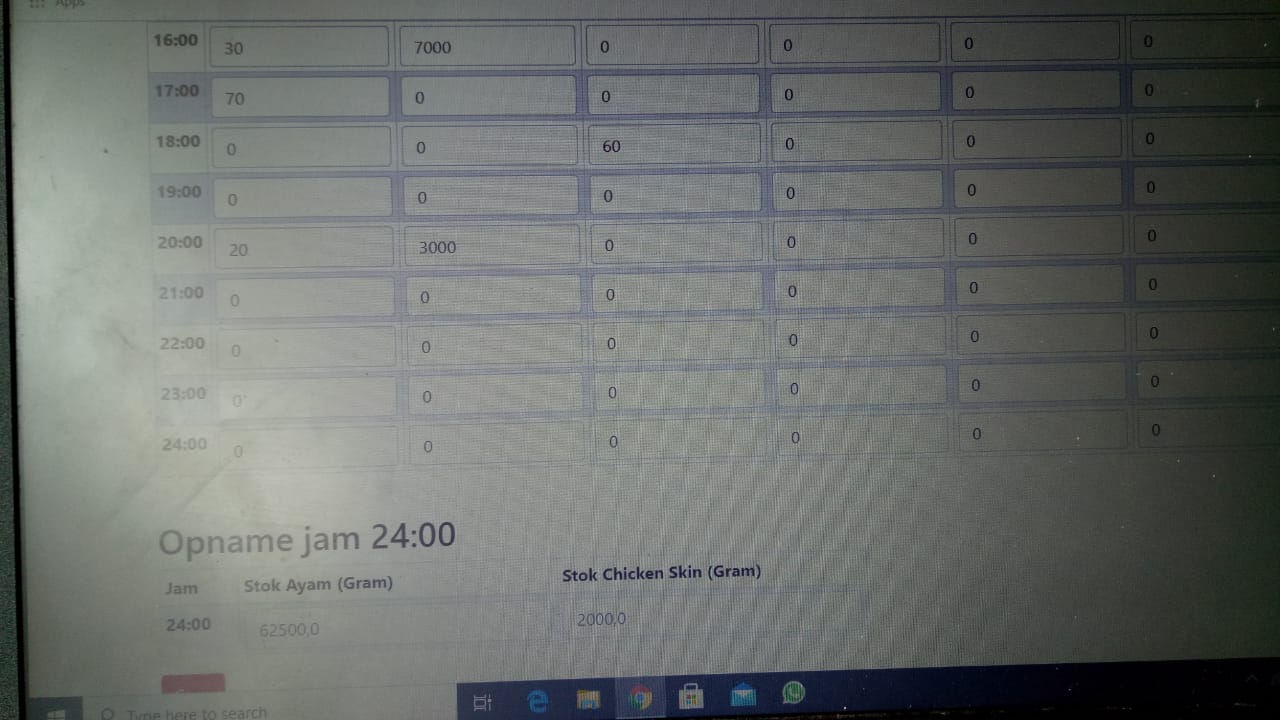 Apps
16:00 30 7000 0 0 0 0
17:00 70 0 0 0 0 0
18:00 0 0 60 0 0 0
19:00 0 0 0 0 0 0
20:00 20 3000 0 0 0 0
21:00 0 0 0 0 0 0
22:00 0 0 0 0 0 0
23:00 0 0 0 0 0 0
24:00 0 0 0 0 0 0
Opname jam 24:00
Jam Stok Ayam (Gram) Stok Chicken Skin (Gram)
24:00 62500,0 2000,0
Type here to search